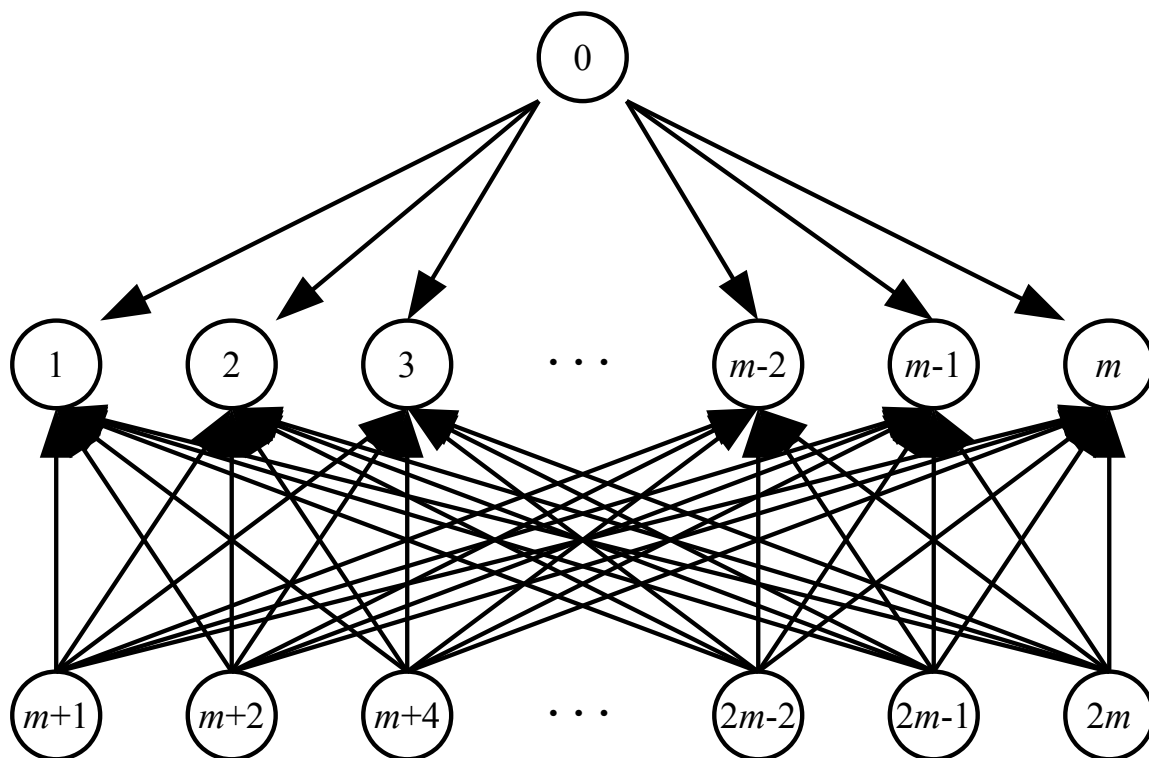 0
1 2 3 . . . m-2 m-1 m
m+1 m+2 m+4 . . . 2m-2 2m-1 2m